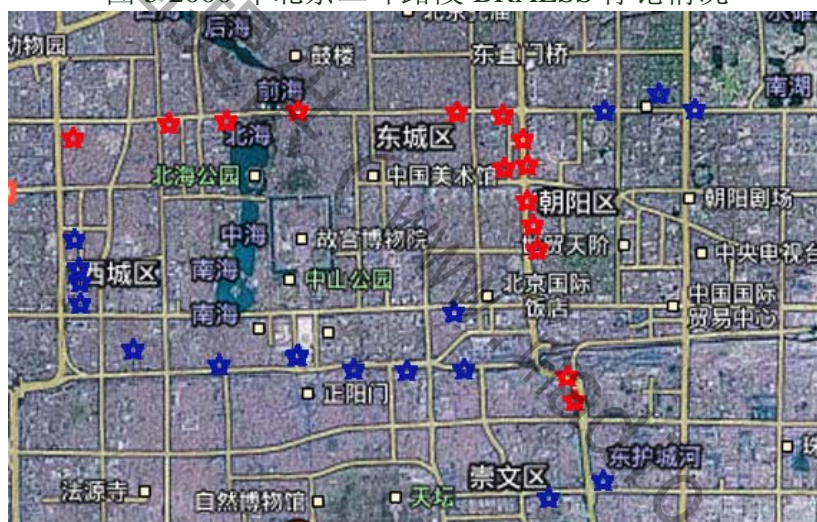 后海
动物园
鼓楼
东直门桥
前海
南湖
东城区
北海
北海公园
中国美术馆
朝阳区
朝阳剧场
中海
故宫博物院
世贸天阶
中央电视台
西城区
南海
中山公园
北京国际
饭店
中国国际
贸易中心
南海
正阳门
东护城河
崇文区
法源寺
自然博物馆
天坛